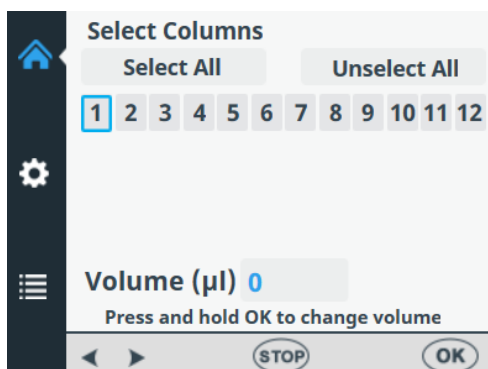 Select Columns
Select All Unselect All
1 2 3 4 5 6 7 8 9 10 11 12
Volume (µl) 0
Press and hold OK to change volume
STOP OK